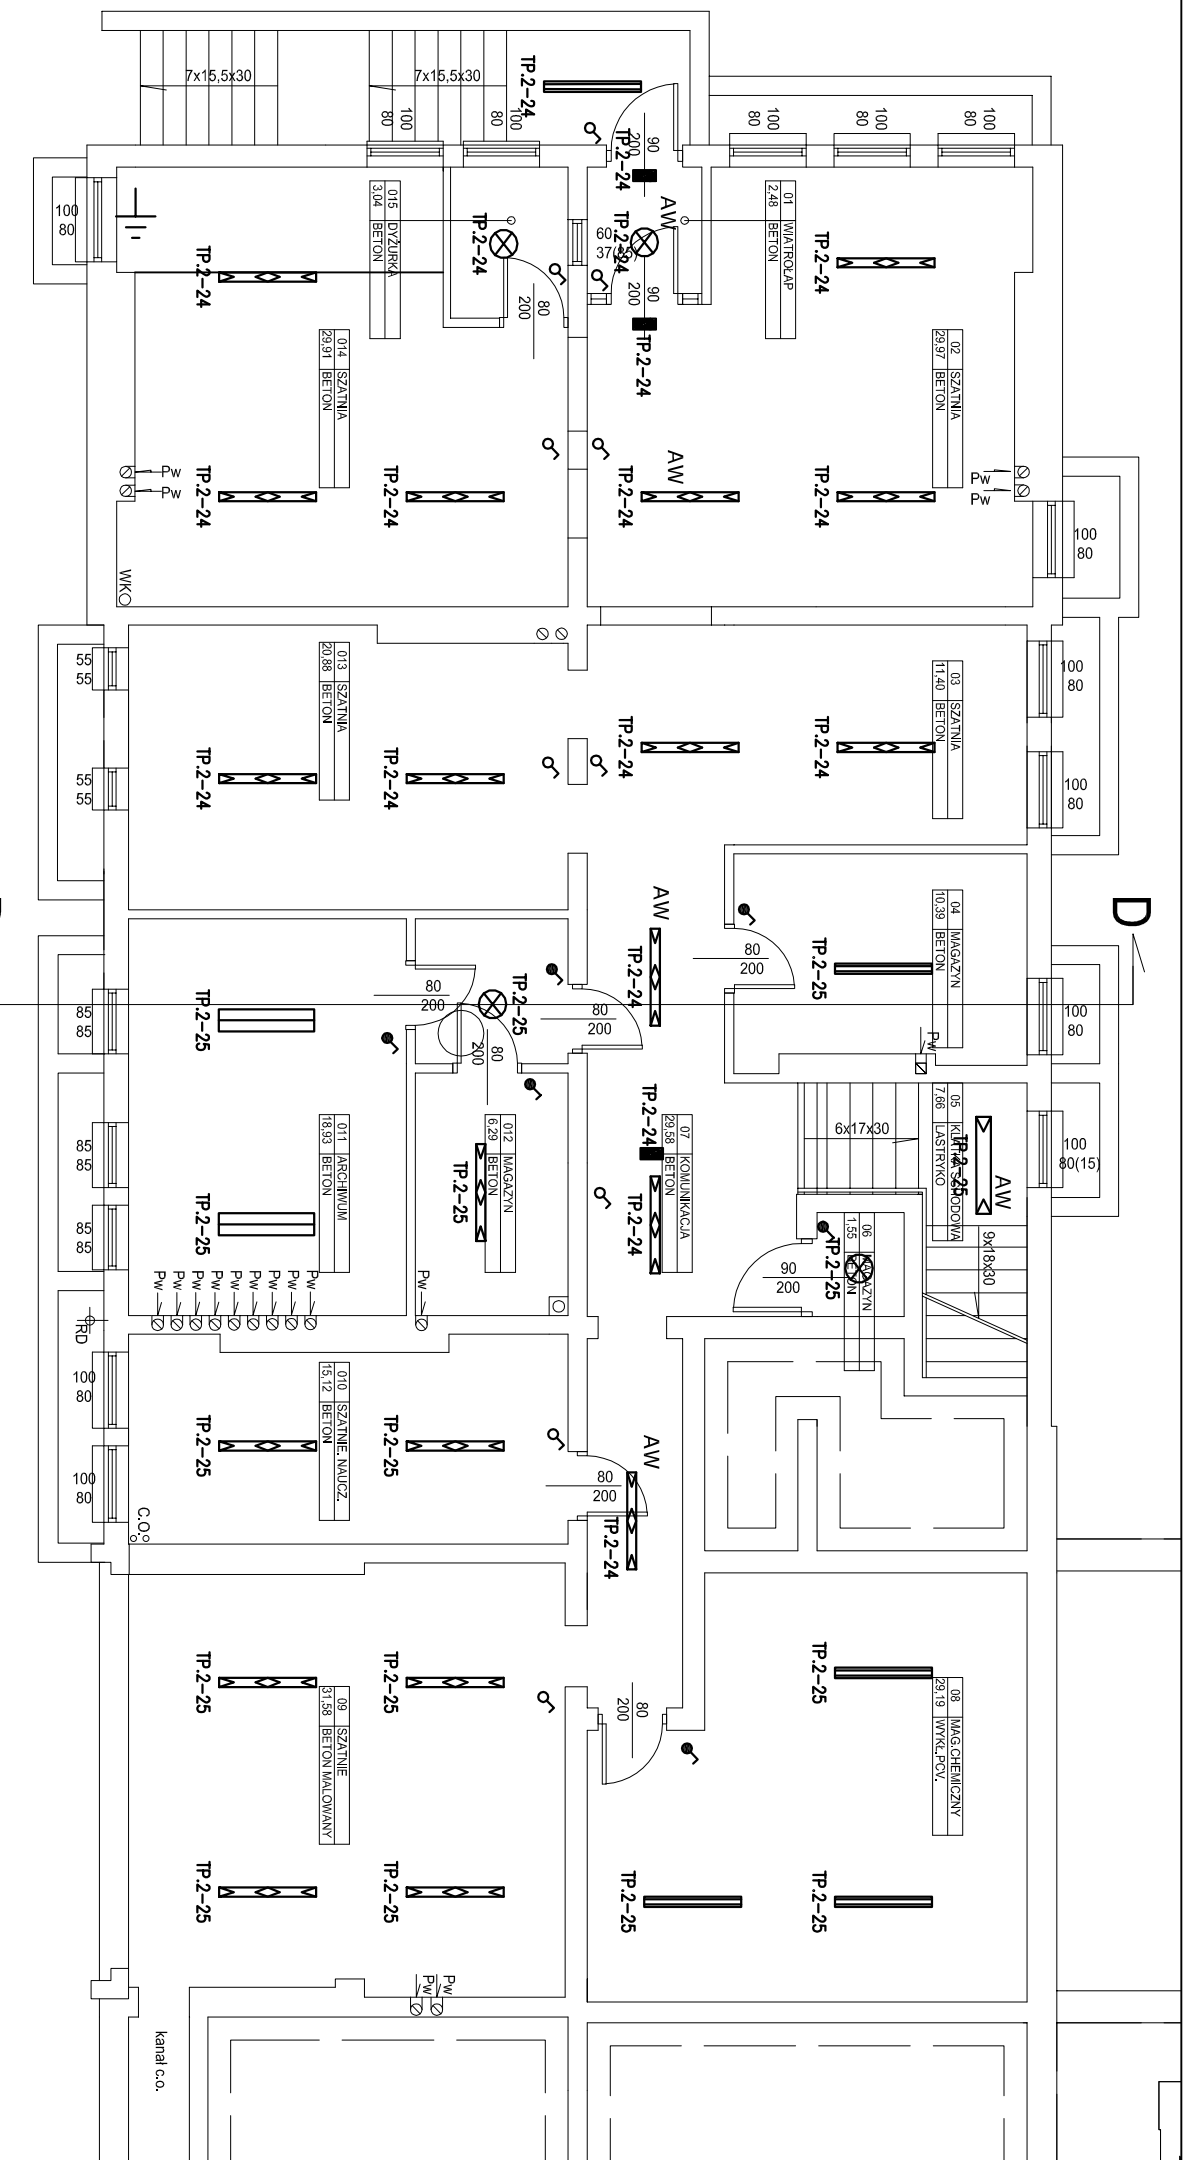 7x15,5x30
7x15,5x30
TP.2-24
100
80
100
80
100
80
100
80
100
80
90
200
TP.2-24
AW
TP.2-24
60
90
200
TP.2-24
01 WIATROŁAP
2,48 BETON
015 DYŻURKA
3,04 BETON
TP.2-24
80
200
100
80
TP.2-24
TP.2-24
02 SZATNIA
29,97 BETON
014 SZATNIA
29,91 BETON
AW
TP.2-24
TP.2-24
TP.2-24
TP.2-24
Pw
Pw
Pw
Pw
100
80
WK
55
55
013 SZATNIA
20,88 BETON
03 SZATNIA
11,40 BETON
100
80
TP.2-24
TP.2-24
TP.2-24
TP.2-24
55
55
100
80
AW
TP.2-24
80
200
04 MAGAZYN
10,39 BETON
TP.2-25
D
100
80
85
85
TP.2-25
80
200
TP.2-25
80
200
80
200
Pw
TP.2-24
07 KOMUNIKACJA
29,58 BETON
6x17x30
05 KLATKA SCHODOWA
7,66 LASTRYKO
TP.2-25
AW
100
80(15)
85
85
011 ARCHIWUM
18,93 BETON
012 MAGAZYN
6,29 BETON
TP.2-25
TP.2-25
TP.2-24
85
85
06 MAGAZYN
1,55 BETON
TP.2-25
90
200
9x18x30
Pw
Pw
Pw
Pw
Pw
Pw
Pw
Pw
Pw
Pw
RD
100
80
010 SZATNIE. NAUCZ.
15,12 BETON
TP.2-25
TP.2-25
100
80
C.O.
AW
80
200
TP.2-24
TP.2-25
TP.2-25
09 SZATNIE
31,58 BETON MALOWANY
80
200
TP.2-25
08 MAG.CHEMICZNY
29,19 WYKŁ.PCV.
TP.2-25
TP.2-25
TP.2-25
TP.2-25
Pw
Pw
kanał c.o.